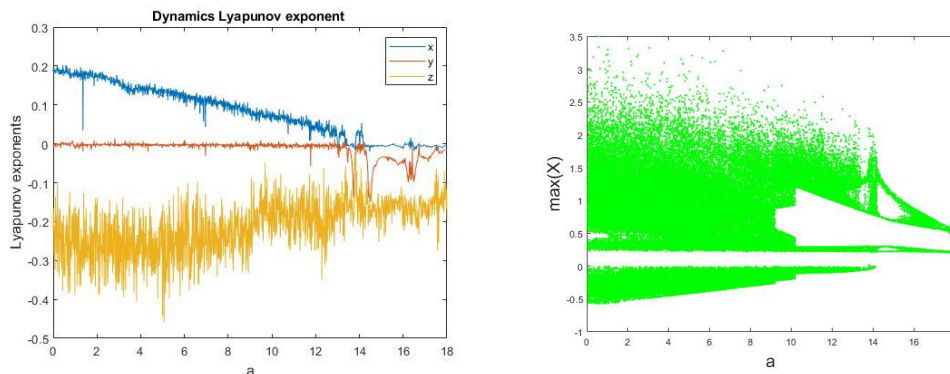 Dynamics Lyapunov exponent
0.3
0.2
0.1
0
-0.1
-0.2
-0.3
-0.4
-0.5
Lyapunov exponents
x
y
z
0 2 4 6 8 10 12 14 16 18
a
3.5
3
2.5
2
1.5
1
0.5
0
-0.5
-1
max(X)
0 2 4 6 8 10 12 14 16
a